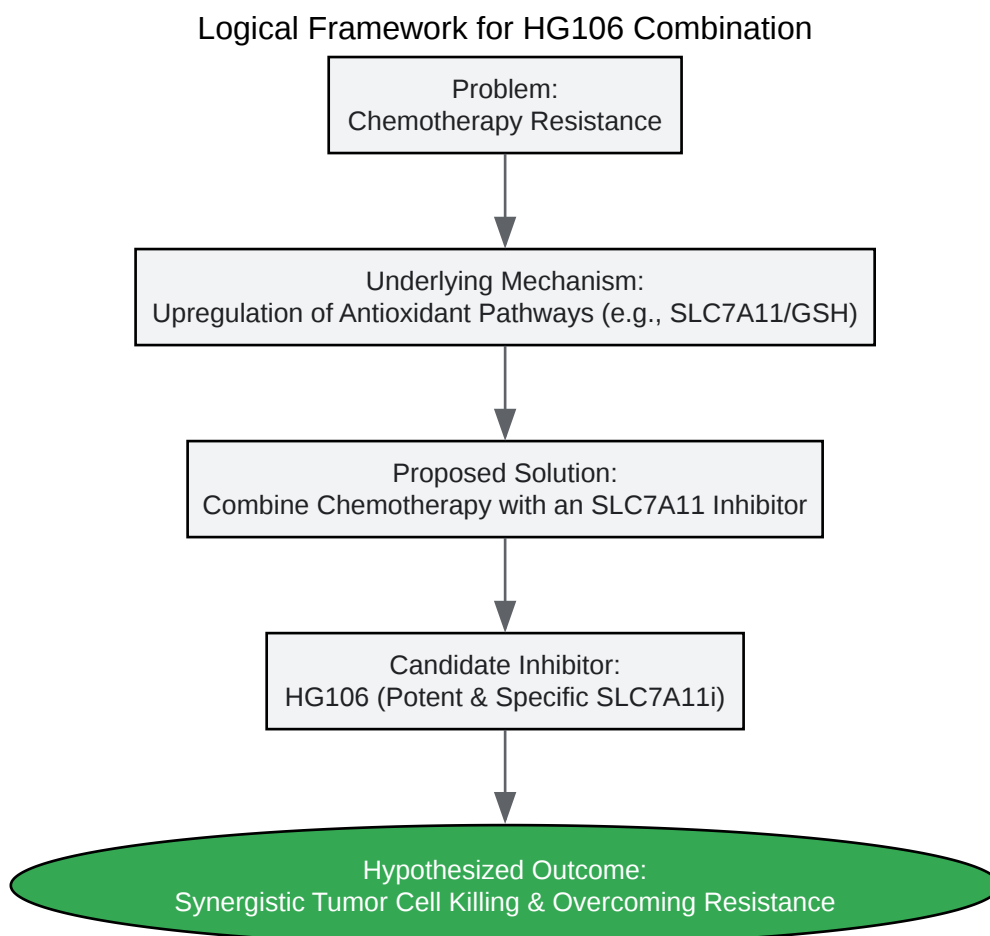 Logical Framework for HG106 Combination
Problem:
Chemotherapy Resistance
Underlying Mechanism:
Upregulation of Antioxidant Pathways (e.g., SLC7A11/GSH)
Proposed Solution:
Combine Chemotherapy with an SLC7A11 Inhibitor
Candidate Inhibitor:
HG106 (Potent & Specific SLC7A11i)
Hypothesized Outcome:
Synergistic Tumor Cell Killing & Overcoming Resistance